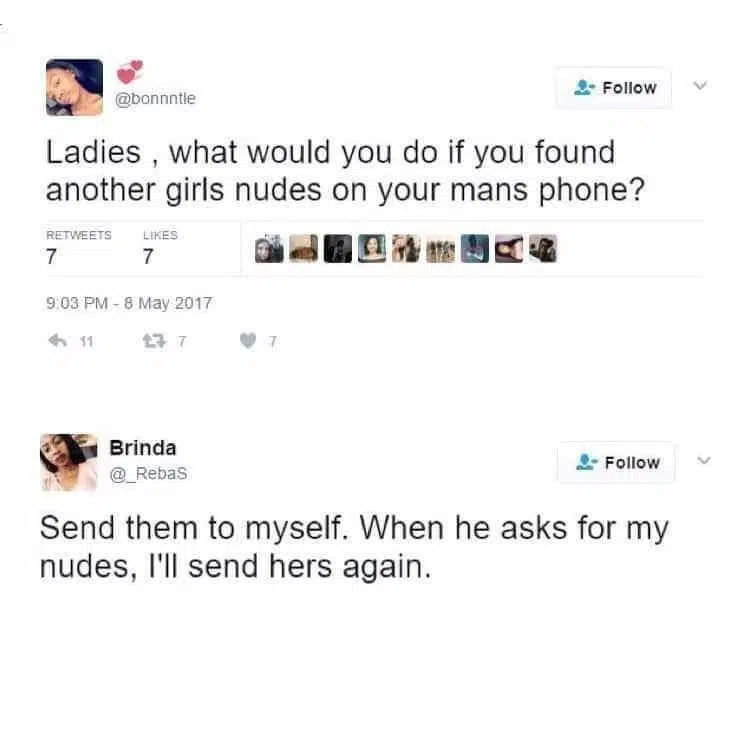 @bonnntle
Follow
Ladies , what would you do if you found
another girls nudes on your mans phone?
RETWEETS LIKES
7 7
9:03 PM - 8 May 2017
11 7 7
Brinda
@_RebaS
Follow
Send them to myself. When he asks for my
nudes, I'll send hers again.